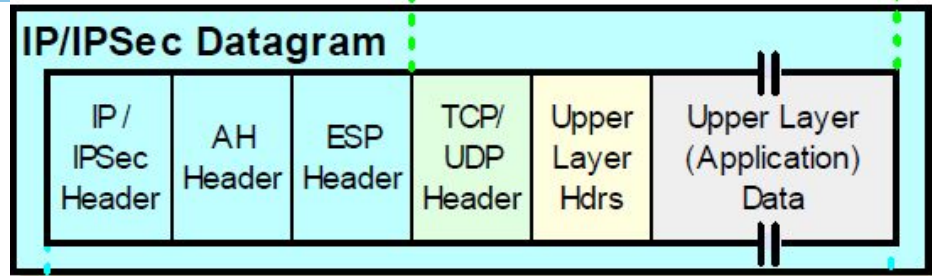 IP/IPSec Datagram
IP /
IPSec
Header
AH
Header
ESP
Header
TCP/
UDP
Header
Upper
Layer
Hdrs
Upper Layer
(Application)
Data